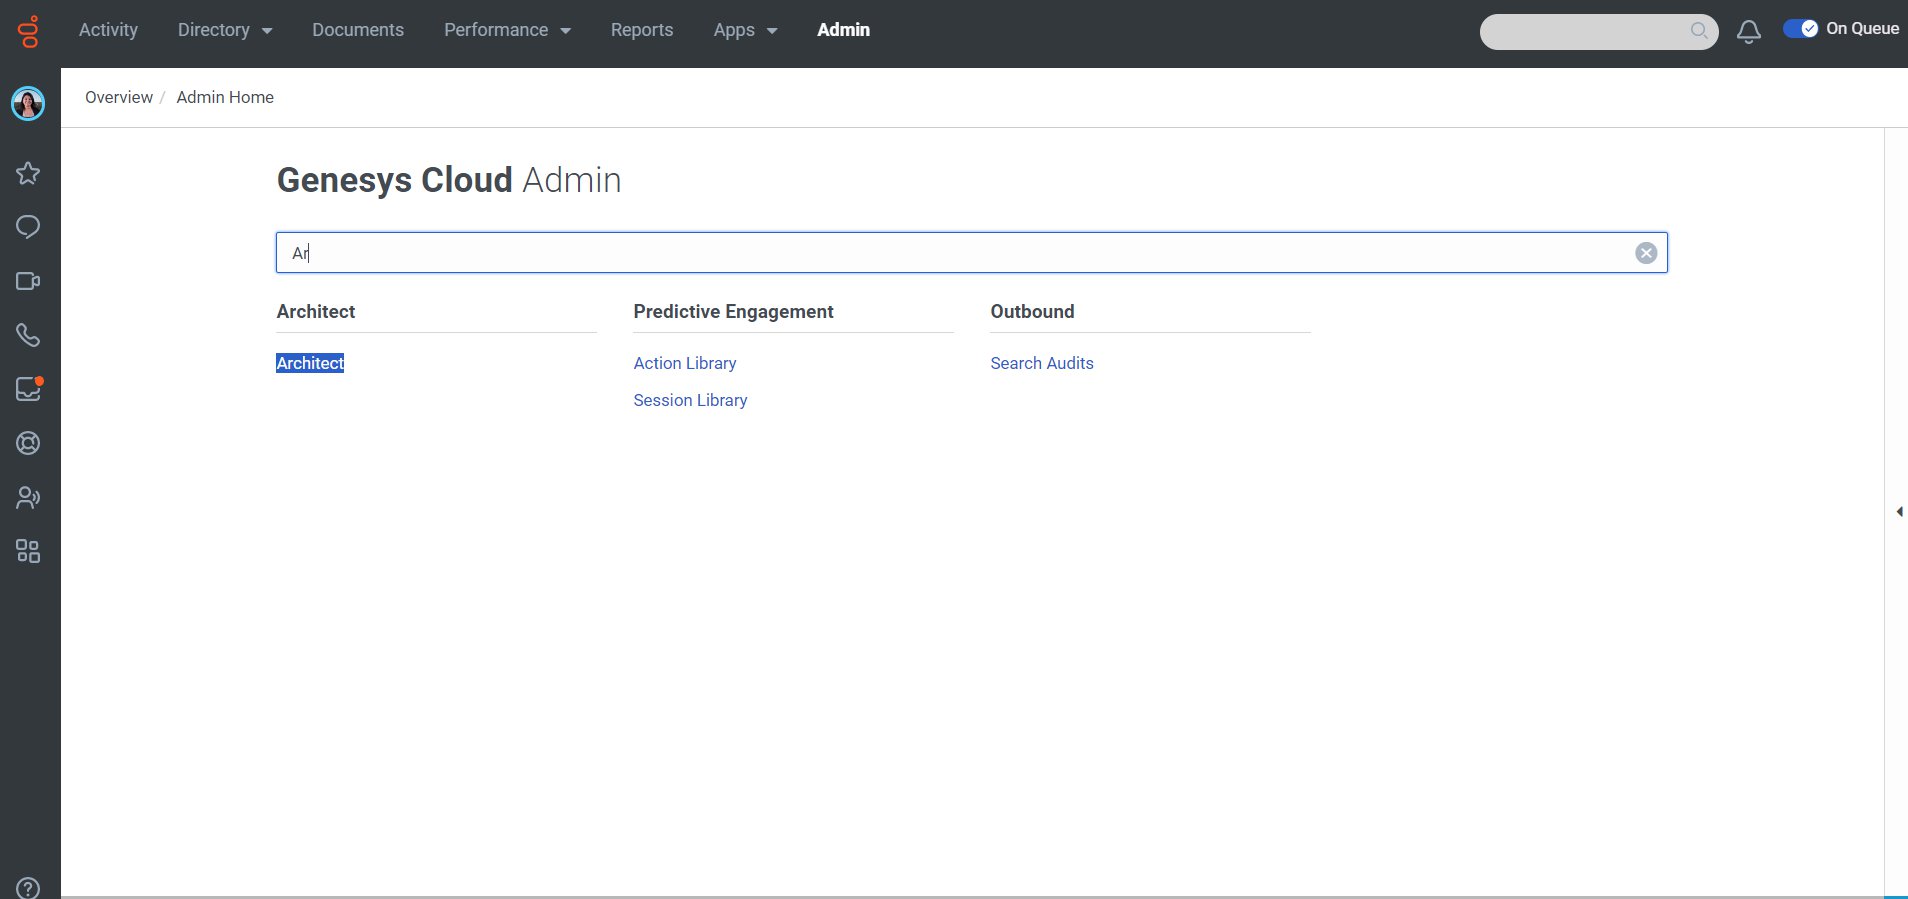 Activity Directory Documents Performance Reports Apps Admin On Queue
Overview / Admin Home
Genesys Cloud Admin
Ar
Architect Predictive Engagement Outbound
Architect Action Library Search Audits
Session Library